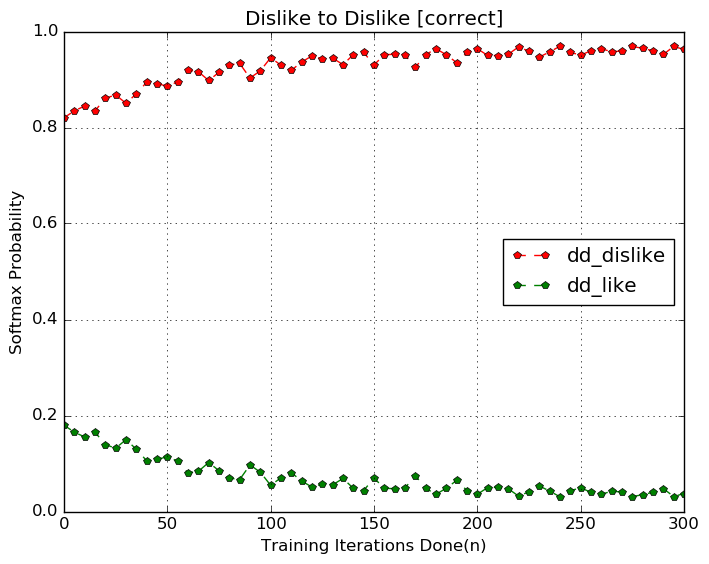 Dislike to Dislike [correct]
1.0
0.8
0.6
0.4
0.2
0.0
Softmax Probability
dd_dislike
dd_like
0 50 100 150 200 250 300
Training Iterations Done(n)